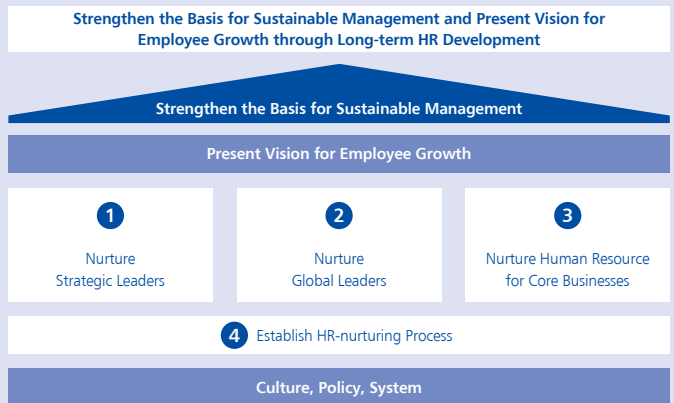 Strengthen the Basis for Sustainable Management and Present Vision for
Employee Growth through Long-term HR Development
Strengthen the Basis for Sustainable Management
Present Vision for Employee Growth
1
Nurture
Strategic Leaders
2
Nurture
Global Leaders
3
Nurture Human Resource
for Core Businesses
4 Establish HR-nurturing Process
Culture, Policy, System